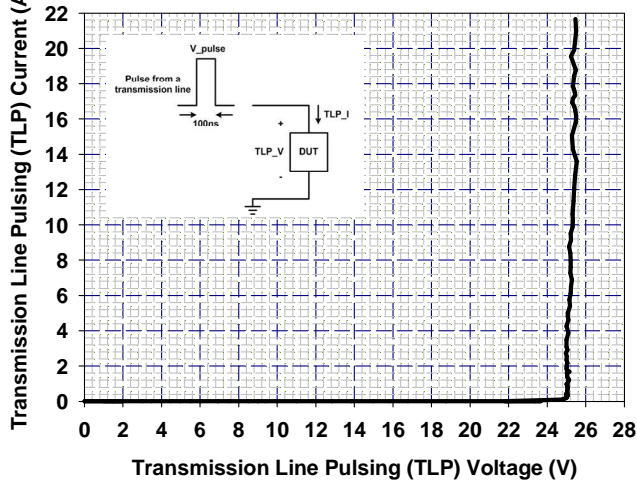 Transmission Line Pulsing (TLP) Current (A
22
20
18
16
14
12
10
8
6
4
2
0
V_pulse
Pulse from a
transmission line
100ns
TLP_I
+
TLP_V
DUT
-
0 2 4 6 8 10 12 14 16 18 20 22 24 26 28
Transmission Line Pulsing (TLP) Voltage (V)